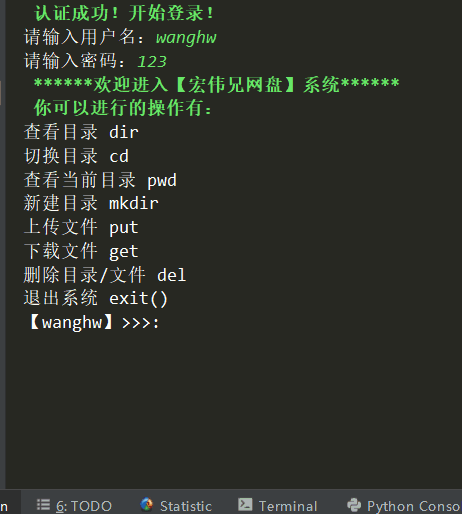 认证成功！开始登录！
请输入用户名：wanghw
请输入密码：123
******欢迎进入【宏伟兄网盘】系统******
你可以进行的操作有：
查看目录 dir
切换目录 cd
查看当前目录 pwd
新建目录 mkdir
上传文件 put
下载文件 get
删除目录/文件 del
退出系统 exit()
【wanghw】>>>:
n 6: TODO Statistic Terminal Python Conso